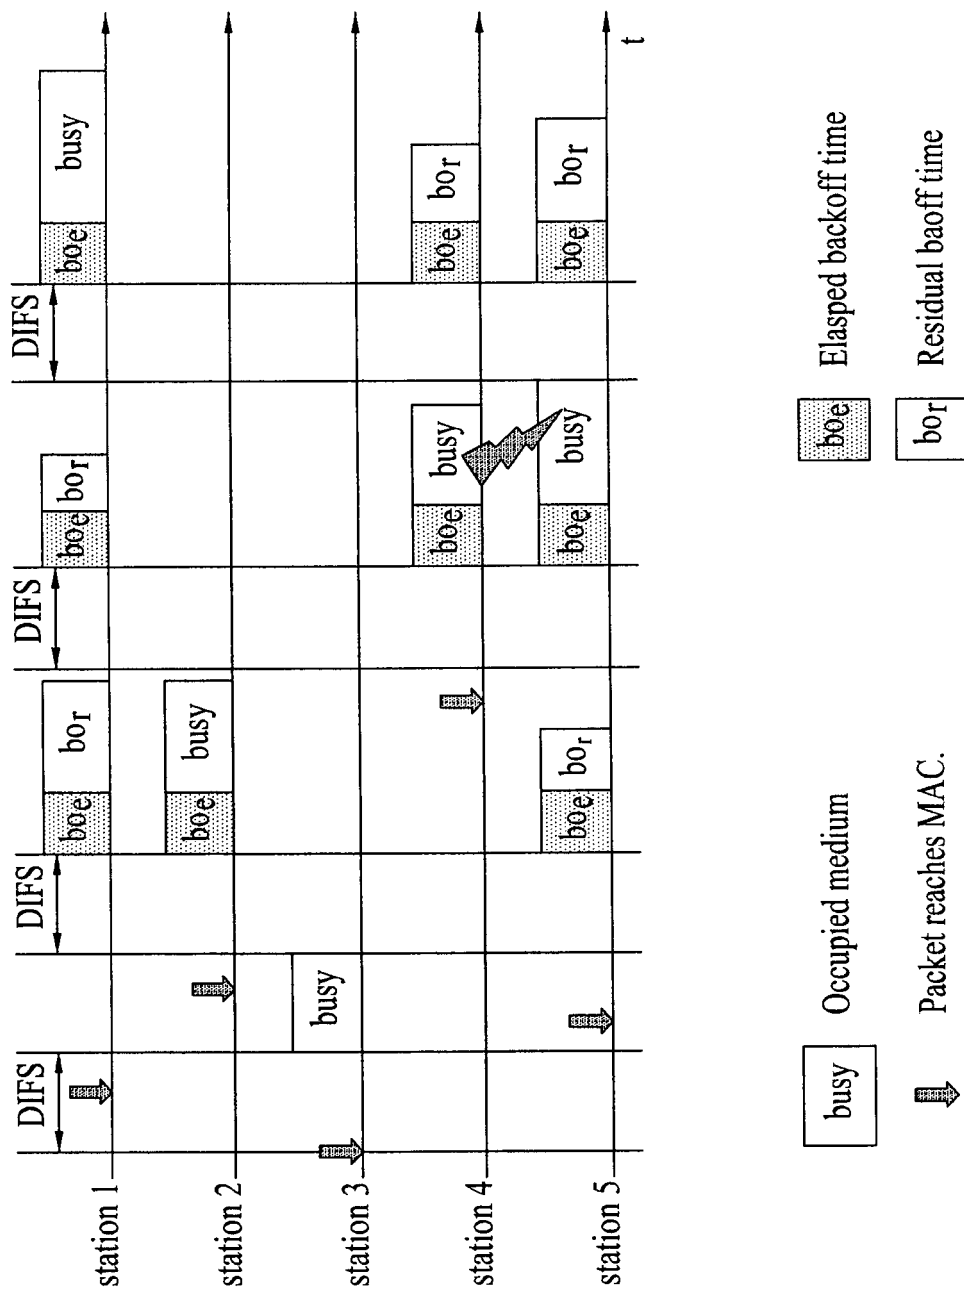 DIFS
DIFS
DIFS
DIFS
station 1
boe
bor
boe
bor
boe
busy
station 2
boe
busy
station 3
busy
station 4
boe
busy
boe
bor
station 5
boe
bor
boe
busy
boe
bor
t
busy
Occupied medium
boe
Elasped backoff time
Packet reaches MAC.
bor
Residual baoff time